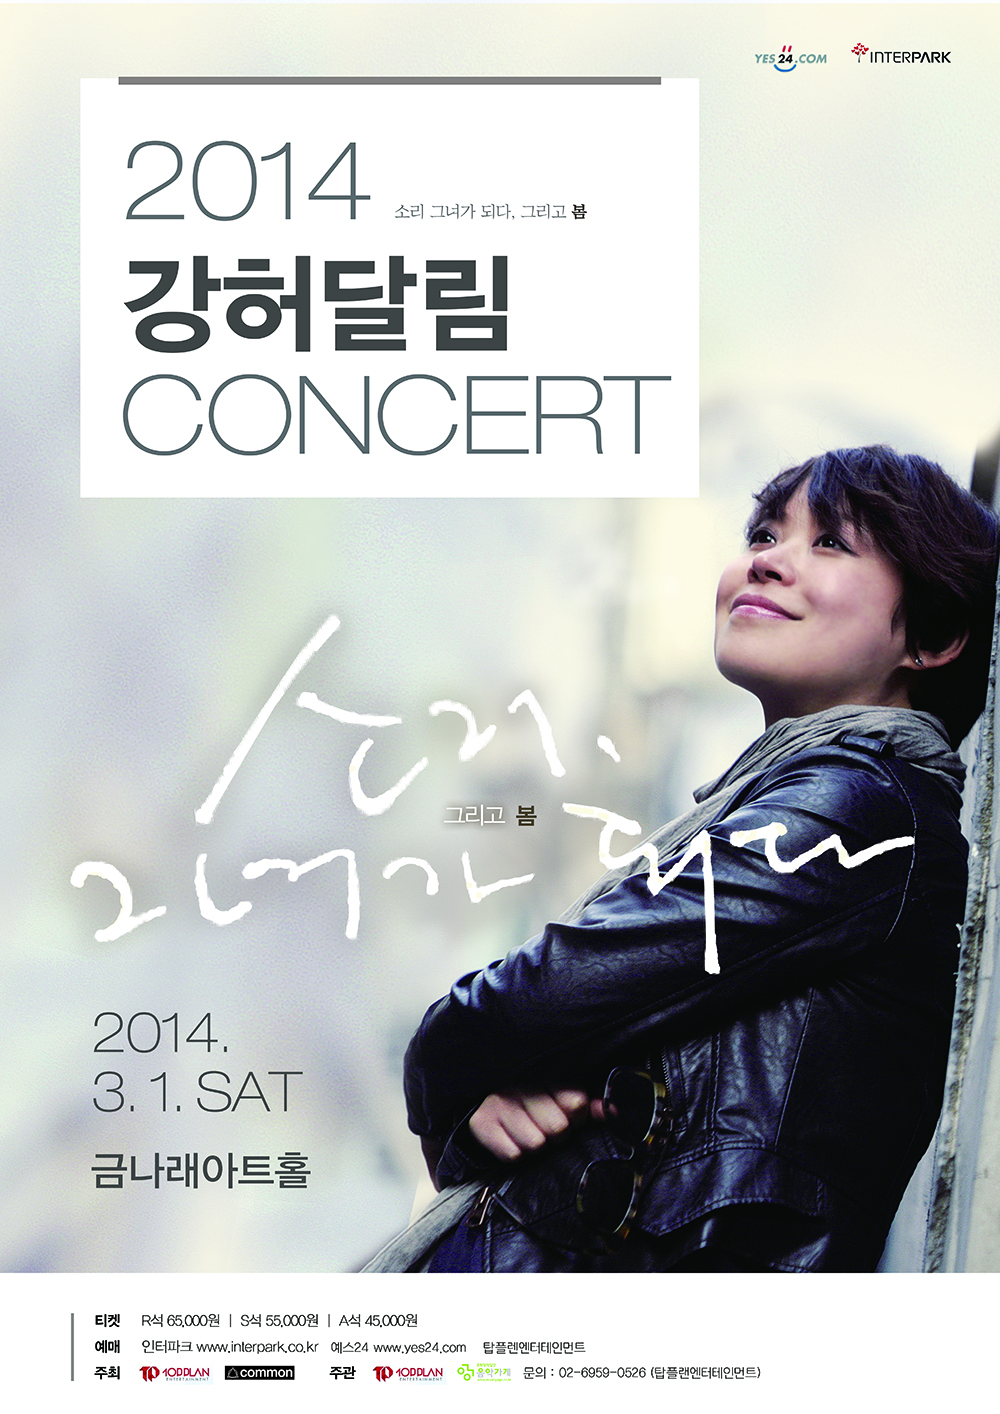 YES24.COM INTERPARK
2014 소리 그녀가 되다, 그리고 봄
강허달림
CONCERT
소리,
그리고 봄
그녀가 되다
2014.
3. 1. SAT
금나래아트홀
티켓 R석 65,000원 | S석 55,000원 | A석 45,000원
예매 인터파크 www.interpark.co.kr 예스24 www.yes24.com 탑플렌엔터테인먼트
주최 10PPLAN ENTERTAINMENT common 주관 10PPLAN ENTERTAINMENT 음악가게 문의 : 02-6959-0526 (탑플랜엔터테인먼트)